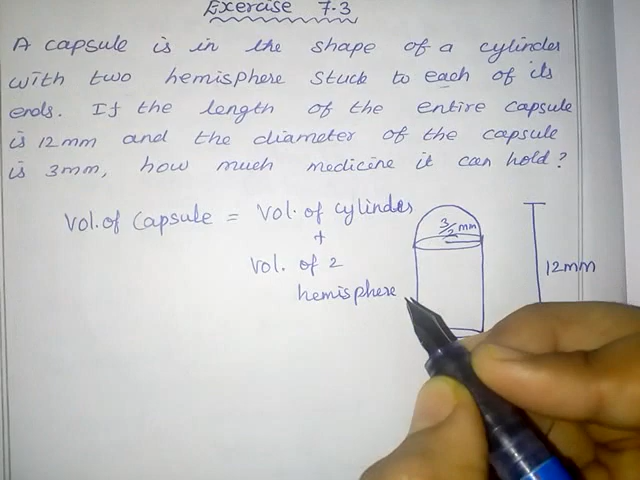 Exercise 7.3
A capsule is in the shape of a cylinder
with two hemisphere stuck to each of its
ends. If the length of the entire capsule
is 12mm and the diameter of the capsule
is 3mm, how much medicine it can hold?
Vol. of Capsule = Vol. of cylinder
+
Vol. of 2
hemisphere
3/2 mm
12mm